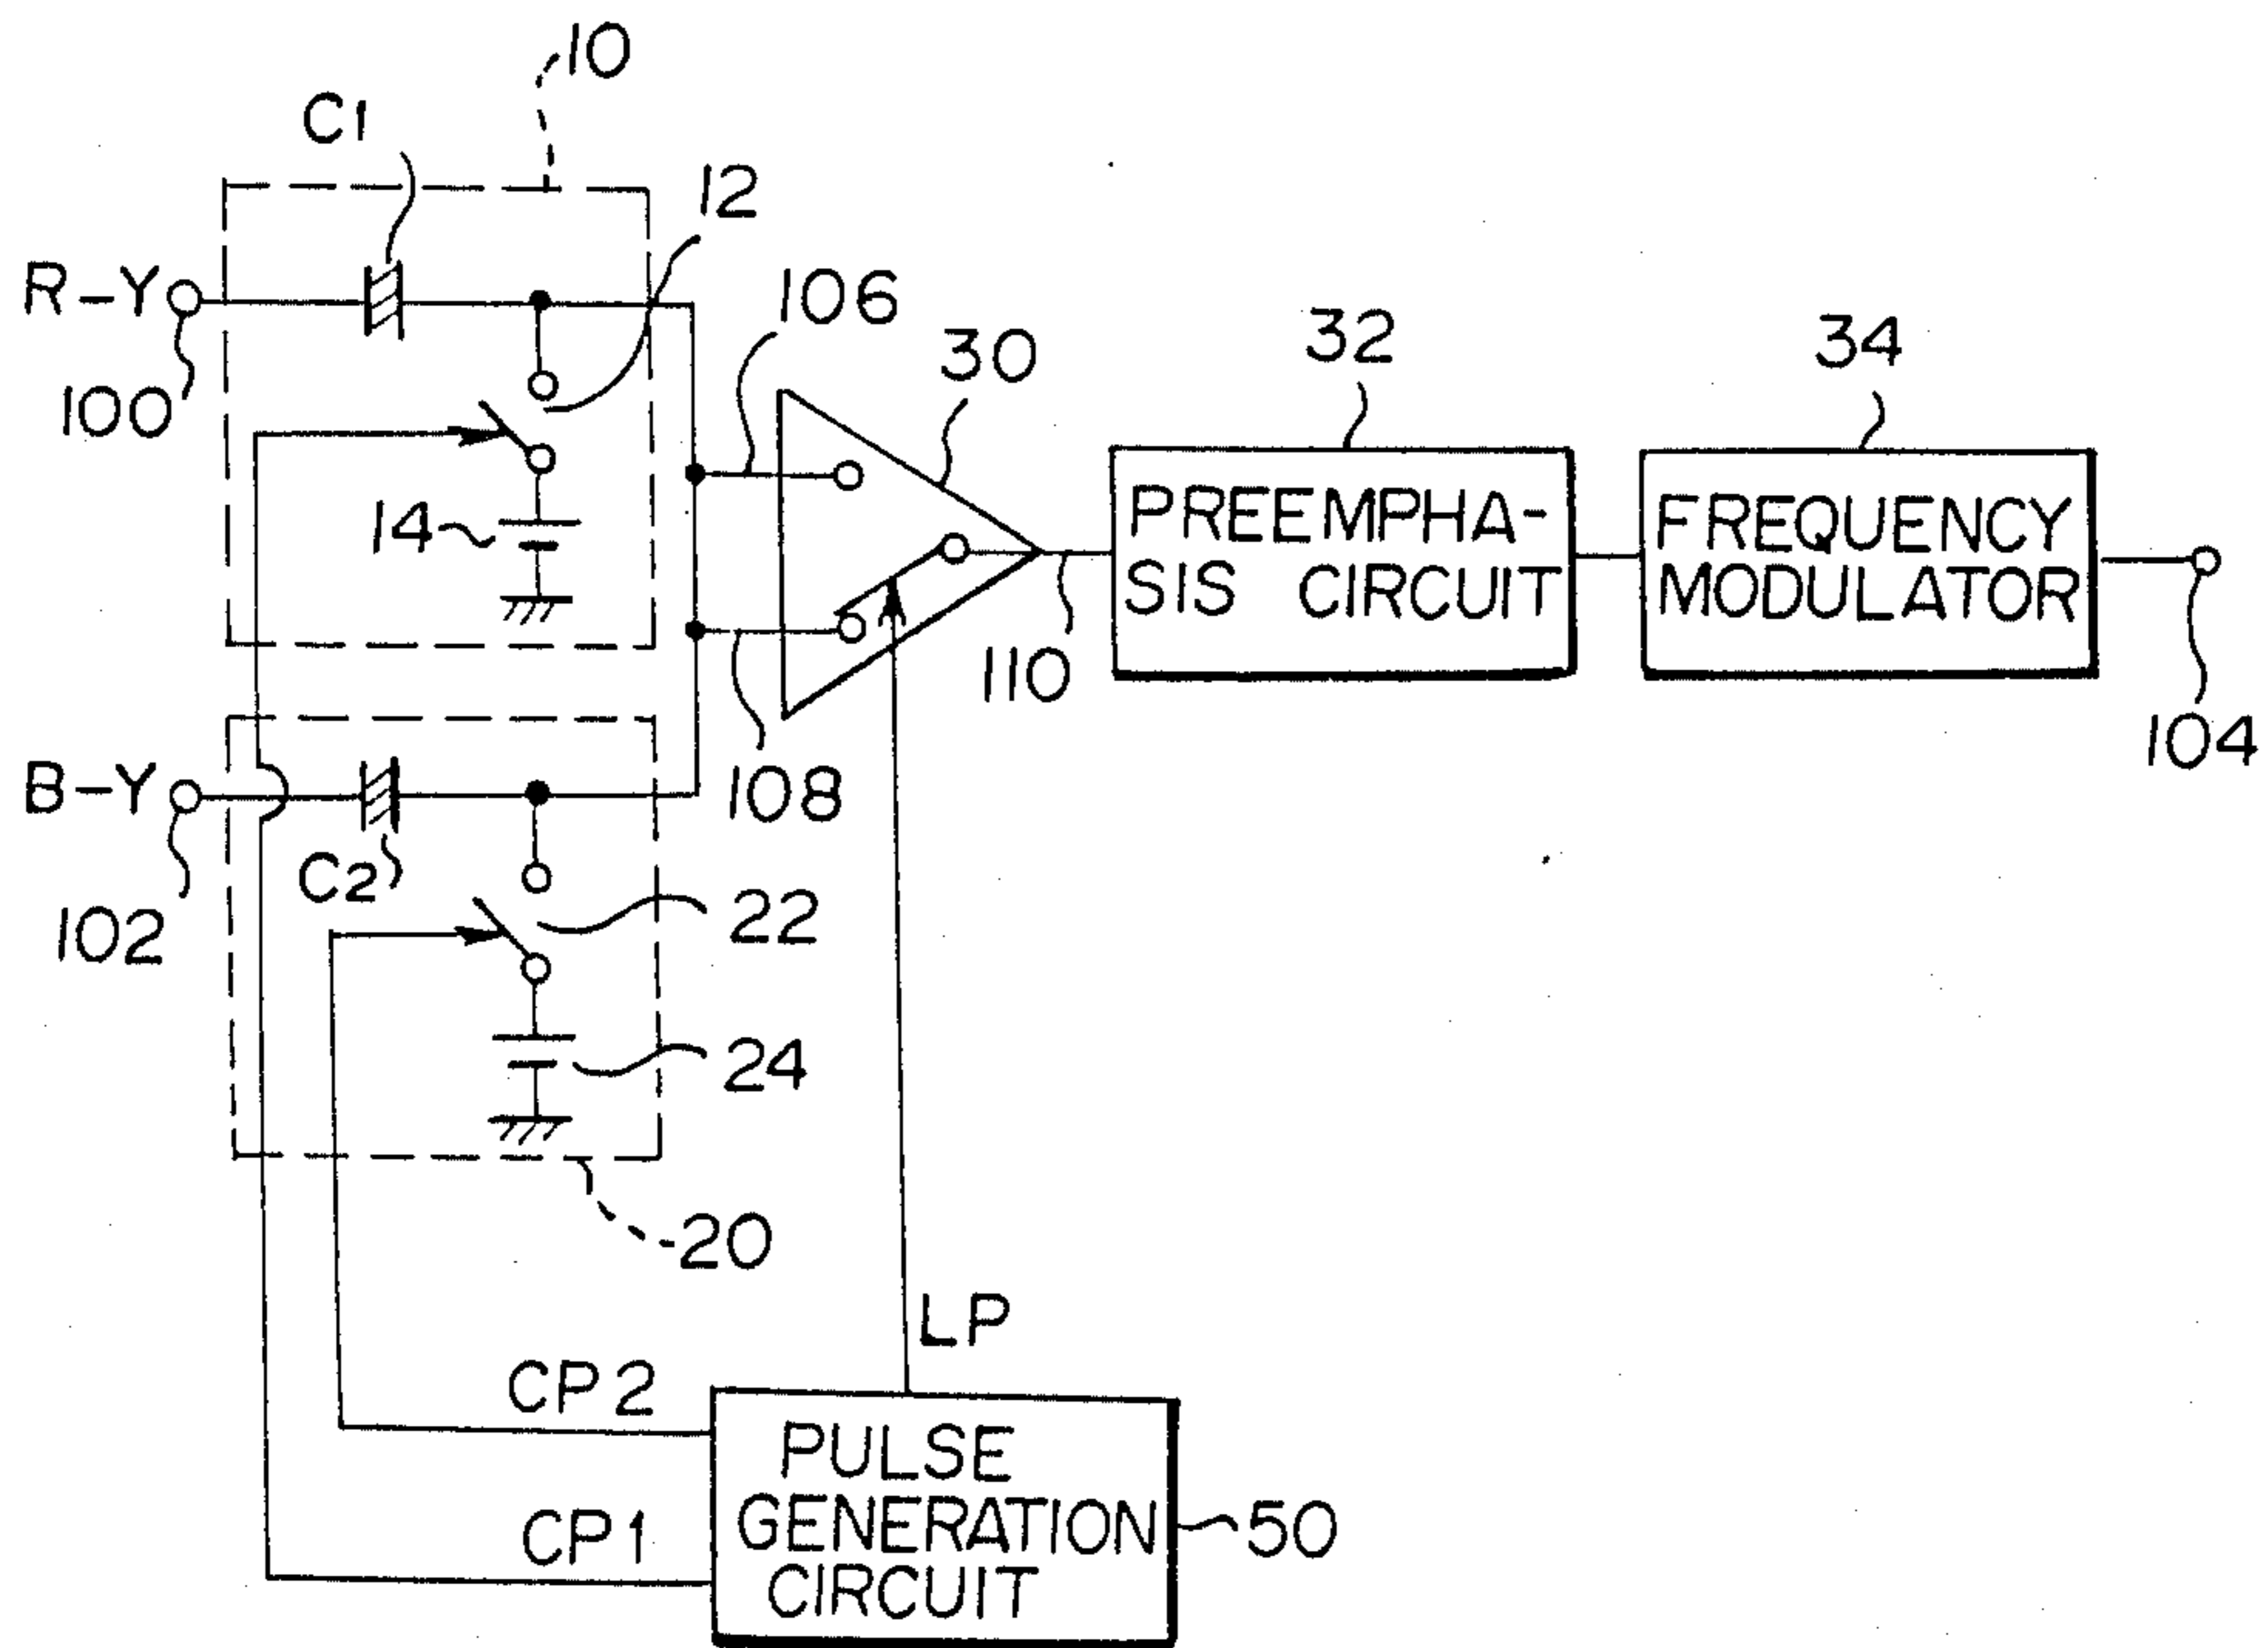 10
C1
12
R-Y
106
30
32
34
100
14
PREEMPHA-
SIS CIRCUIT
FREQUENCY
MODULATOR
110
104
B-Y
108
C2
22
102
24
20
LP
CP2
PULSE
GENERATION
CIRCUIT
50
CP1